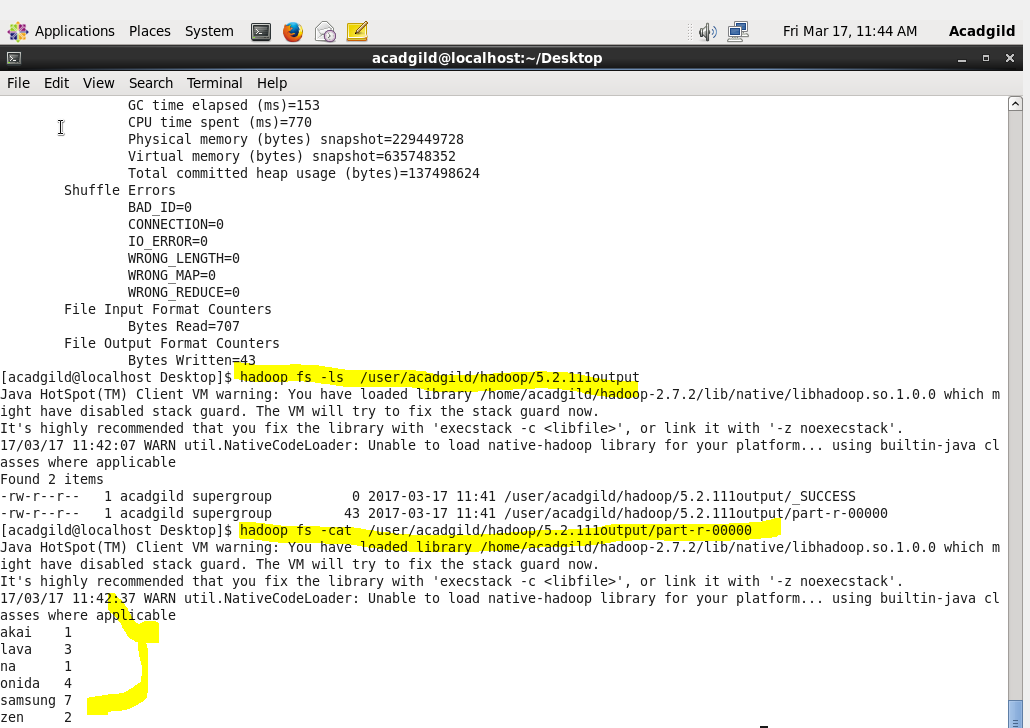 Applications Places System Fri Mar 17, 11:44 AM Acadgild
acadgild@localhost:~/Desktop
File Edit View Search Terminal Help
GC time elapsed (ms)=153
CPU time spent (ms)=770
Physical memory (bytes) snapshot=229449728
Virtual memory (bytes) snapshot=635748352
Total committed heap usage (bytes)=137498624
Shuffle Errors
BAD_ID=0
CONNECTION=0
IO_ERROR=0
WRONG_LENGTH=0
WRONG_MAP=0
WRONG_REDUCE=0
File Input Format Counters
Bytes Read=707
File Output Format Counters
Bytes Written=43
[acadgild@localhost Desktop]$ hadoop fs -ls  /user/acadgild/hadoop/5.2.111output
Java HotSpot(TM) Client VM warning: You have loaded library /home/acadgild/hadoop-2.7.2/lib/native/libhadoop.so.1.0.0 which m
ight have disabled stack guard. The VM will try to fix the stack guard now.
It's highly recommended that you fix the library with 'execstack -c <libfile>', or link it with '-z noexecstack'.
17/03/17 11:42:07 WARN util.NativeCodeLoader: Unable to load native-hadoop library for your platform... using builtin-java cl
asses where applicable
Found 2 items
-rw-r--r--   1 acadgild supergroup          0 2017-03-17 11:41 /user/acadgild/hadoop/5.2.111output/_SUCCESS
-rw-r--r--   1 acadgild supergroup         43 2017-03-17 11:41 /user/acadgild/hadoop/5.2.111output/part-r-00000
[acadgild@localhost Desktop]$ hadoop fs -cat  /user/acadgild/hadoop/5.2.111output/part-r-00000
Java HotSpot(TM) Client VM warning: You have loaded library /home/acadgild/hadoop-2.7.2/lib/native/libhadoop.so.1.0.0 which m
ight have disabled stack guard. The VM will try to fix the stack guard now.
It's highly recommended that you fix the library with 'execstack -c <libfile>', or link it with '-z noexecstack'.
17/03/17 11:42:37 WARN util.NativeCodeLoader: Unable to load native-hadoop library for your platform... using builtin-java cl
asses where applicable
akai    1
lava    3
na      1
onida   4
samsung 7
zen     2